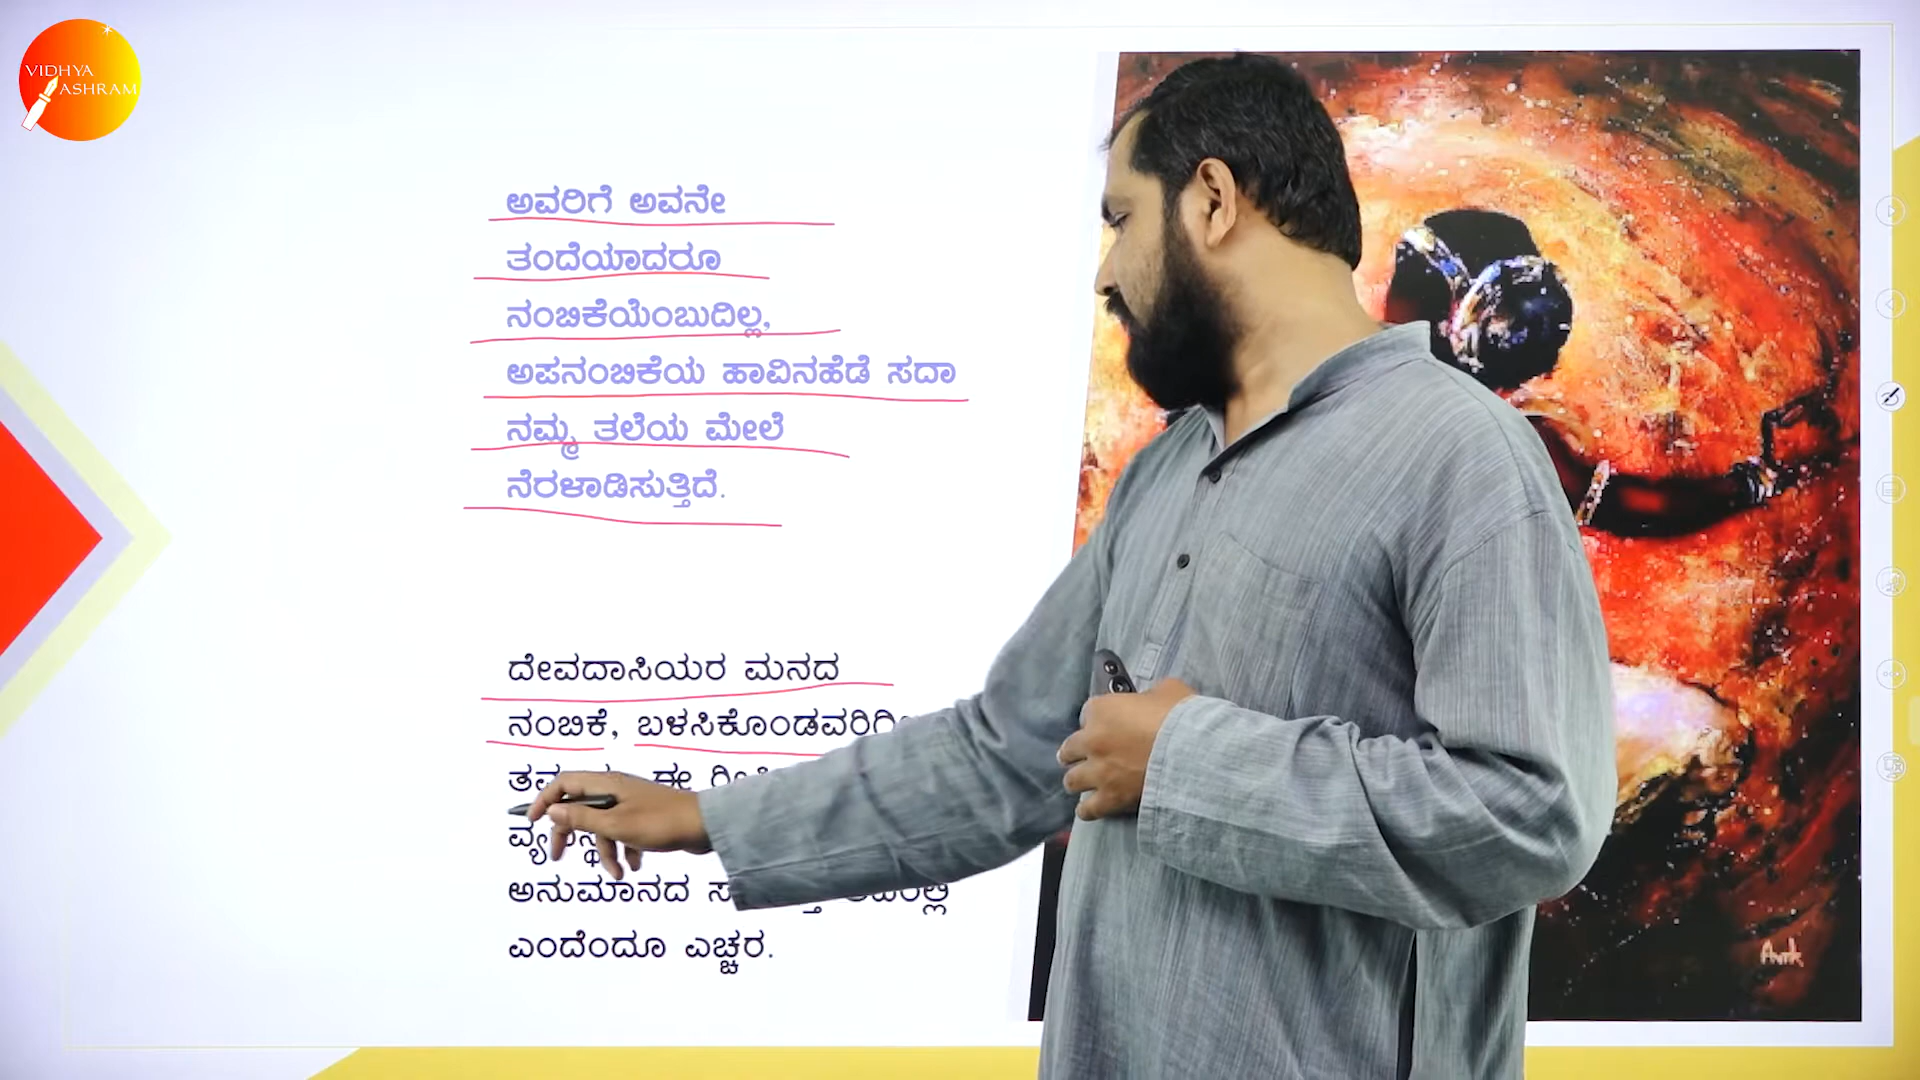 VIDHYA
ASHRAM
ಅವರಿಗೆ ಅವನೇ
ತಂದೆಯಾದರೂ
ನಂಬಿಕೆಯೆಂಬುದಿಲ್ಲ,
ಅಪನಂಬಿಕೆಯ ಹಾವಿನಹೆಡೆ ಸದಾ
ನಮ್ಮ ತಲೆಯ ಮೇಲೆ
ನೆರಳಾಡಿಸುತ್ತಿದೆ.
ದೇವದಾಸಿಯರ ಮನದ
ನಂಬಿಕೆ,
ಈ
ಅನುಮಾನದ
ಎಂದೆಂದೂ ಎಚ್ಚರ.